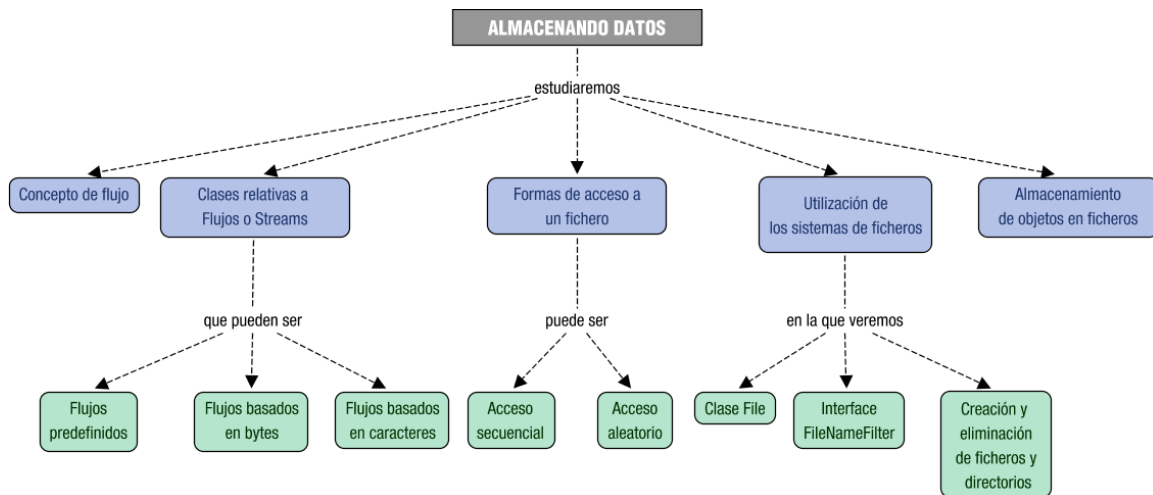 ALMACENANDO DATOS
estudiaremos
Concepto de flujo
Clases relativas a
Flujos o Streams
Formas de acceso a
un fichero
Utilización de
los sistemas de ficheros
Almacenamiento
de objetos en ficheros
que pueden ser
puede ser
en la que veremos
Flujos
predefinidos
Flujos basados
en bytes
Flujos basados
en caracteres
Acceso
secuencial
Acceso
aleatorio
Clase File
Interface
FileNameFilter
Creación y
eliminación
de ficheros y
directorios